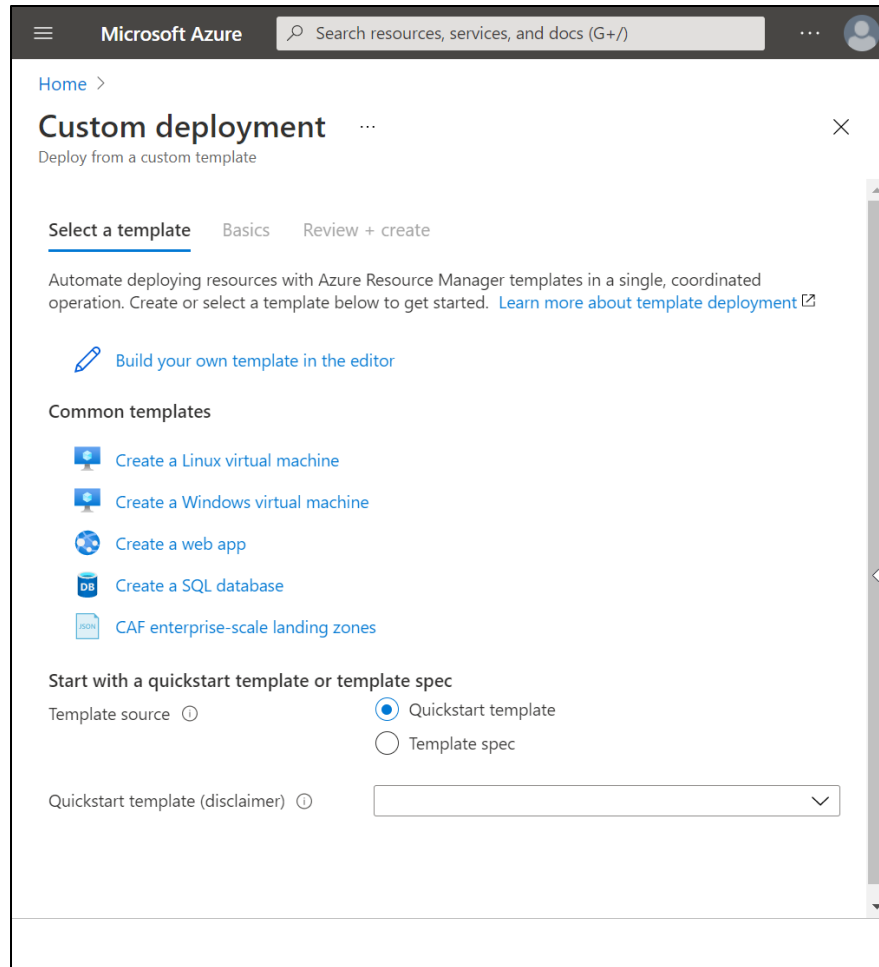 Microsoft Azure
Search resources, services, and docs (G+/)
...
Home >
Custom deployment ...
Deploy from a custom template
Select a template Basics Review + create
Automate deploying resources with Azure Resource Manager templates in a single, coordinated
operation. Create or select a template below to get started. Learn more about template deployment
Build your own template in the editor
Common templates
Create a Linux virtual machine
Create a Windows virtual machine
Create a web app
DB Create a SQL database
JSON CAF enterprise-scale landing zones
Start with a quickstart template or template spec
Template source Quickstart template
Template spec
Quickstart template (disclaimer)